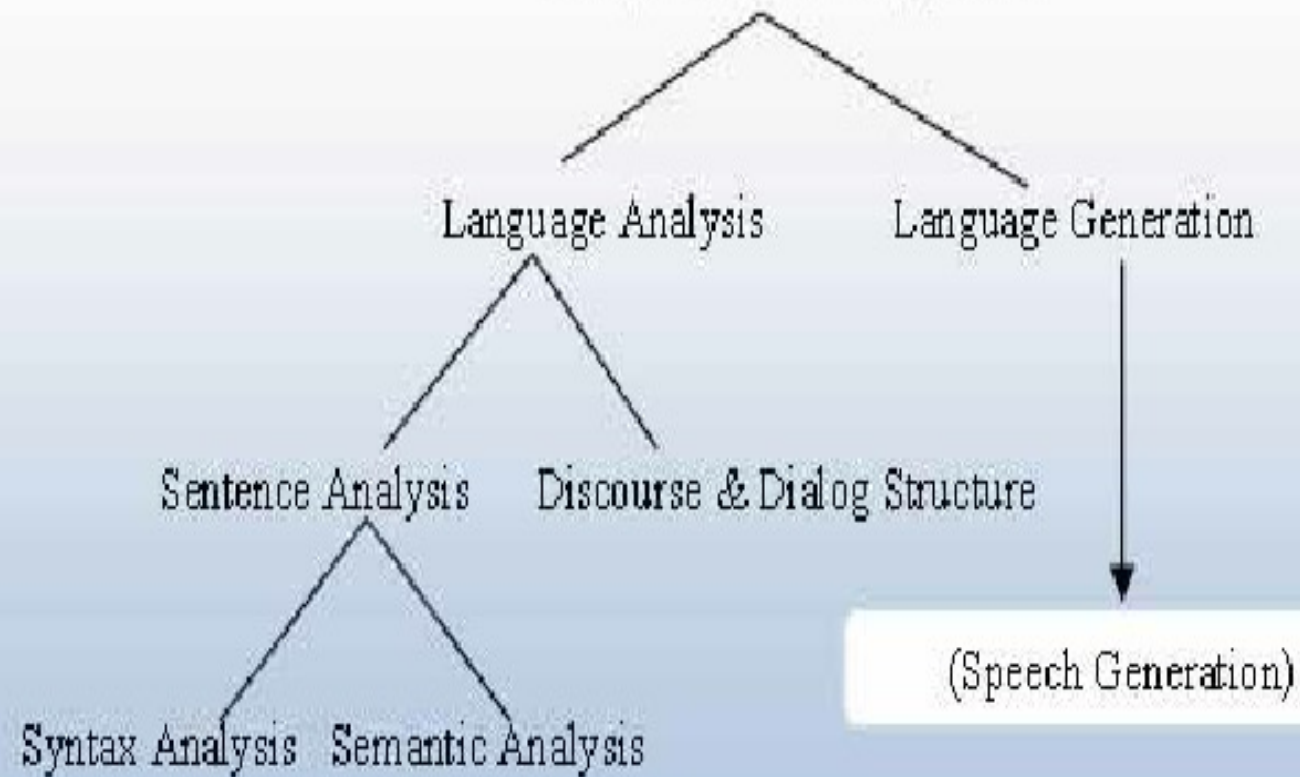 Language Analysis Language Generation
Sentence Analysis Discourse & Dialog Structure
(Speech Generation)
Syntax Analysis Semantic Analysis